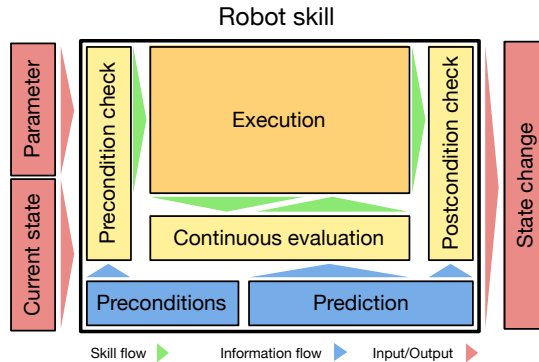 Robot skill
Parameter
Current state
Precondition check
Execution
Continuous evaluation
Postcondition check
State change
Preconditions
Prediction
Skill flow
Information flow
Input/Output